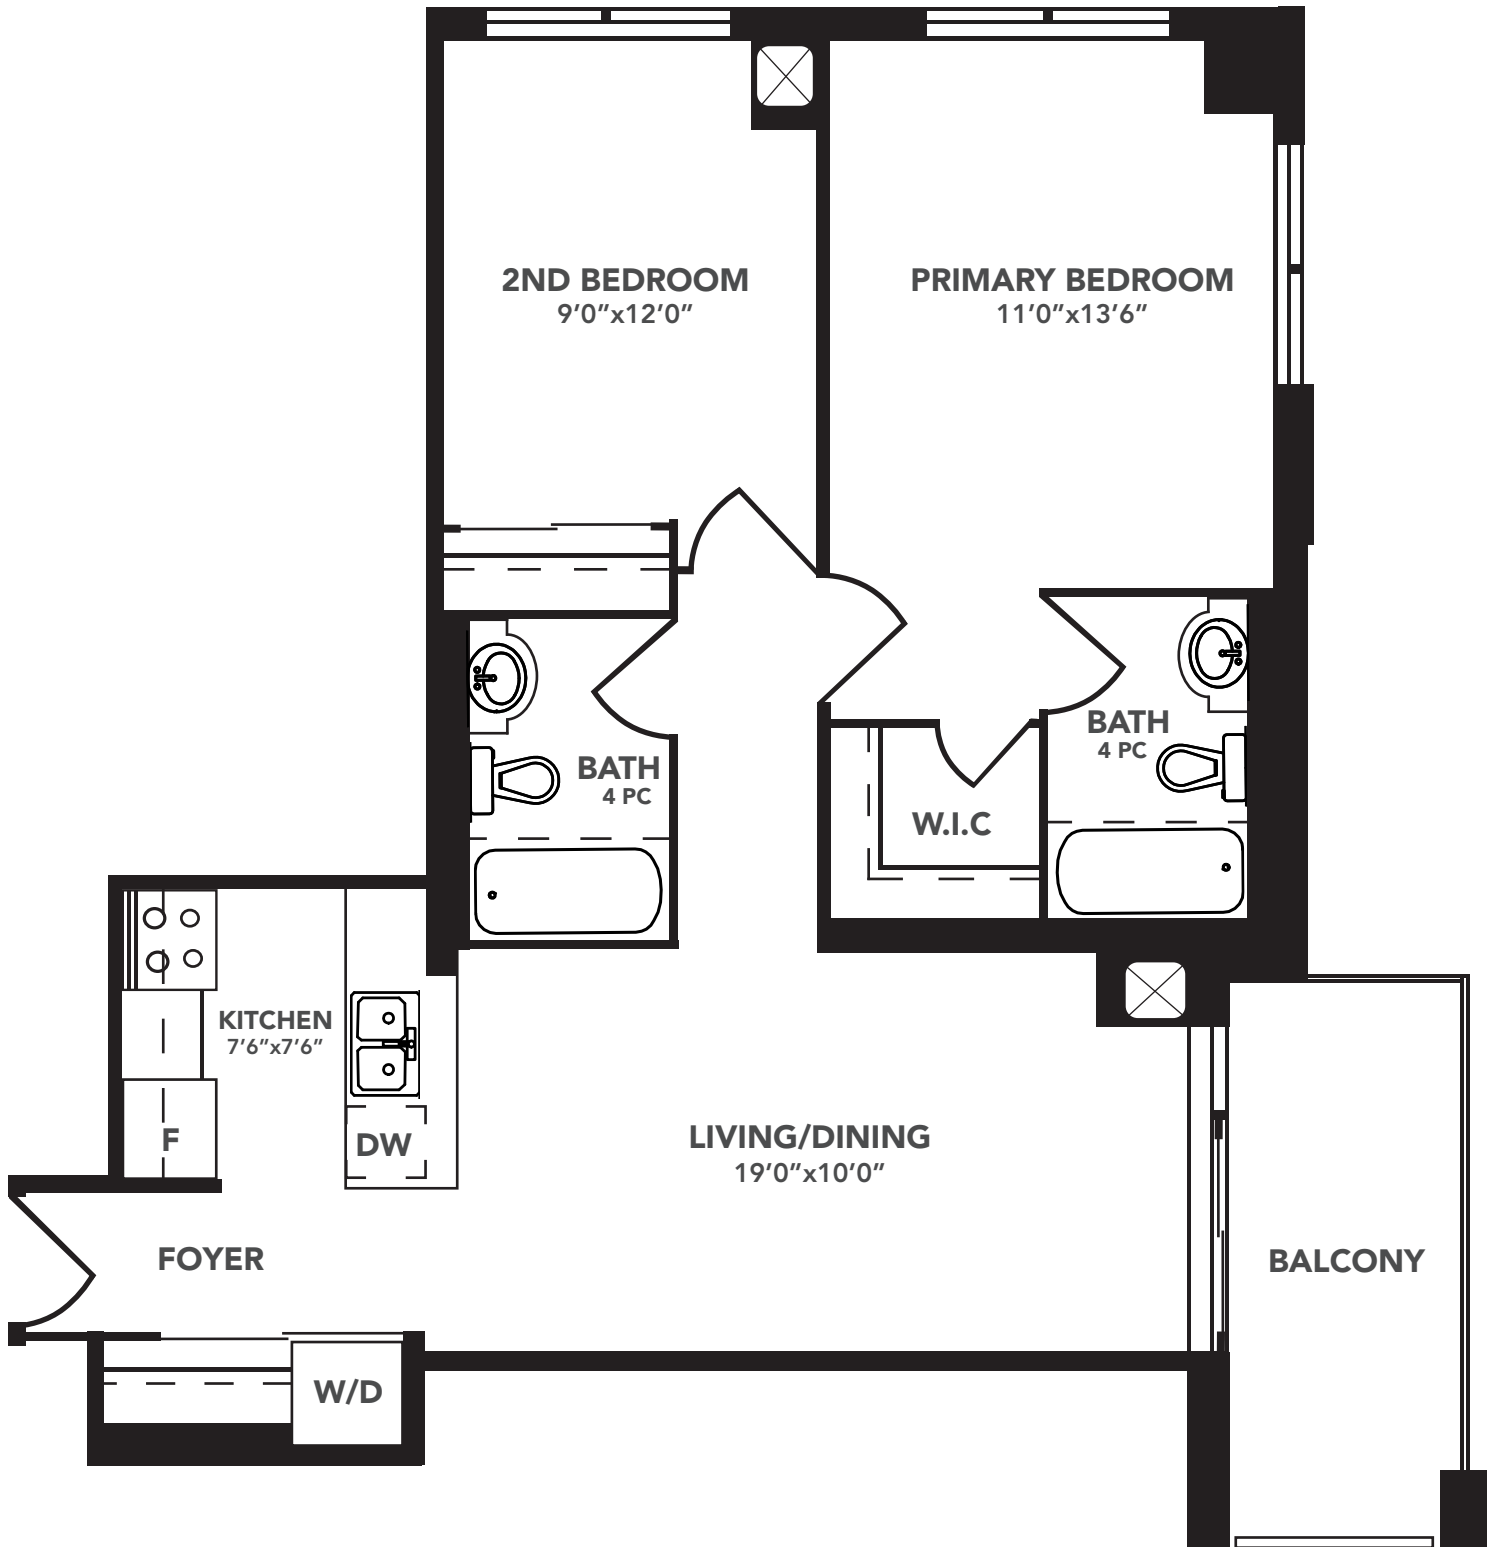 2ND BEDROOM
9’0”x12’0”
PRIMARY BEDROOM
11’0”x13’6”
BATH
4 PC
BATH
4 PC
W.I.C
KITCHEN
7’6”x7’6”
F
DW
LIVING/DINING
19’0”x10’0”
FOYER
BALCONY
W/D